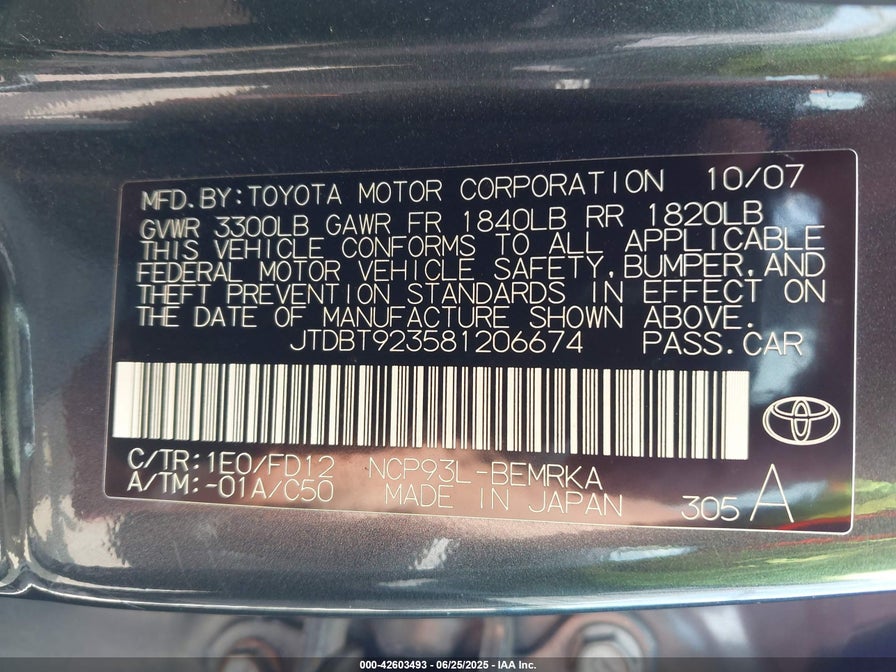 MFD.BY:TOYOTA MOTOR CORPORATION 10/07
GVWR 3300LB GAWR FR 1840LB RR 1820LB
THIS VEHICLE CONFORMS TO ALL APPLICABLE
FEDERAL MOTOR VEHICLE SAFETY,BUMPER,AND
THEFT PREVENTION STANDARDS IN EFFECT ON
THE DATE OF MANUFACTURE SHOWN ABOVE.
JTDBT923581206674 PASS.CAR
C/TR:1E0/FD12 NCP93L-BEMRKA
A/TM:-01A/C50 MADE IN JAPAN 305 A
000-42603493 - 06/25/2025 - IAA Inc.